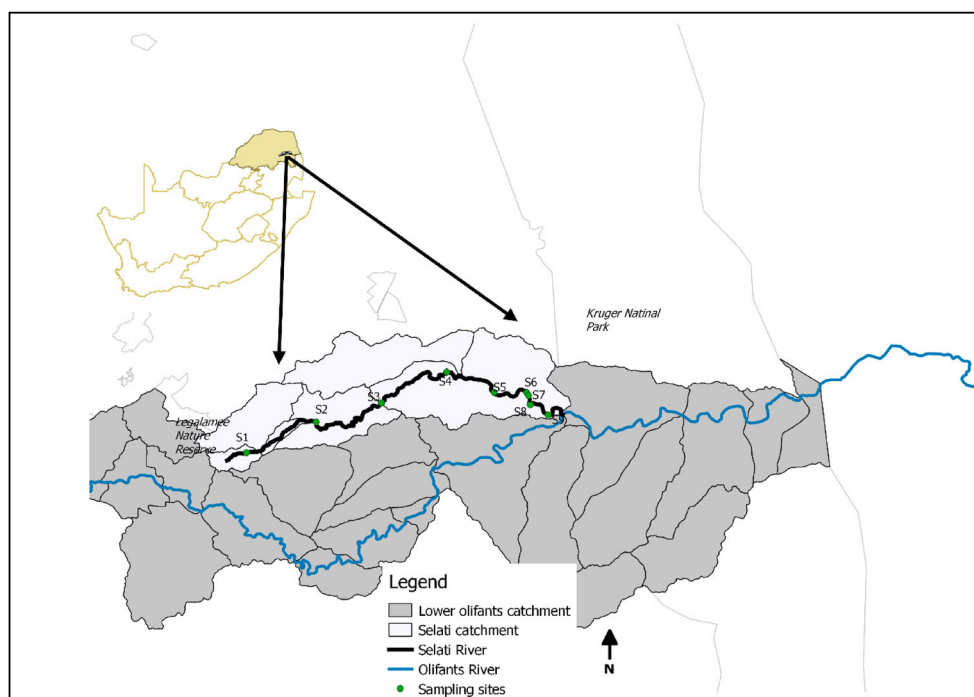 Kruger Natinal
Park
S4
S5
S6
S7
S3
S8
S2
S9
Legalamee
Nature
Reserve
S1
Legend
Lower olifants catchment
Selati catchment
Selati River
Olifants River
Sampling sites
N